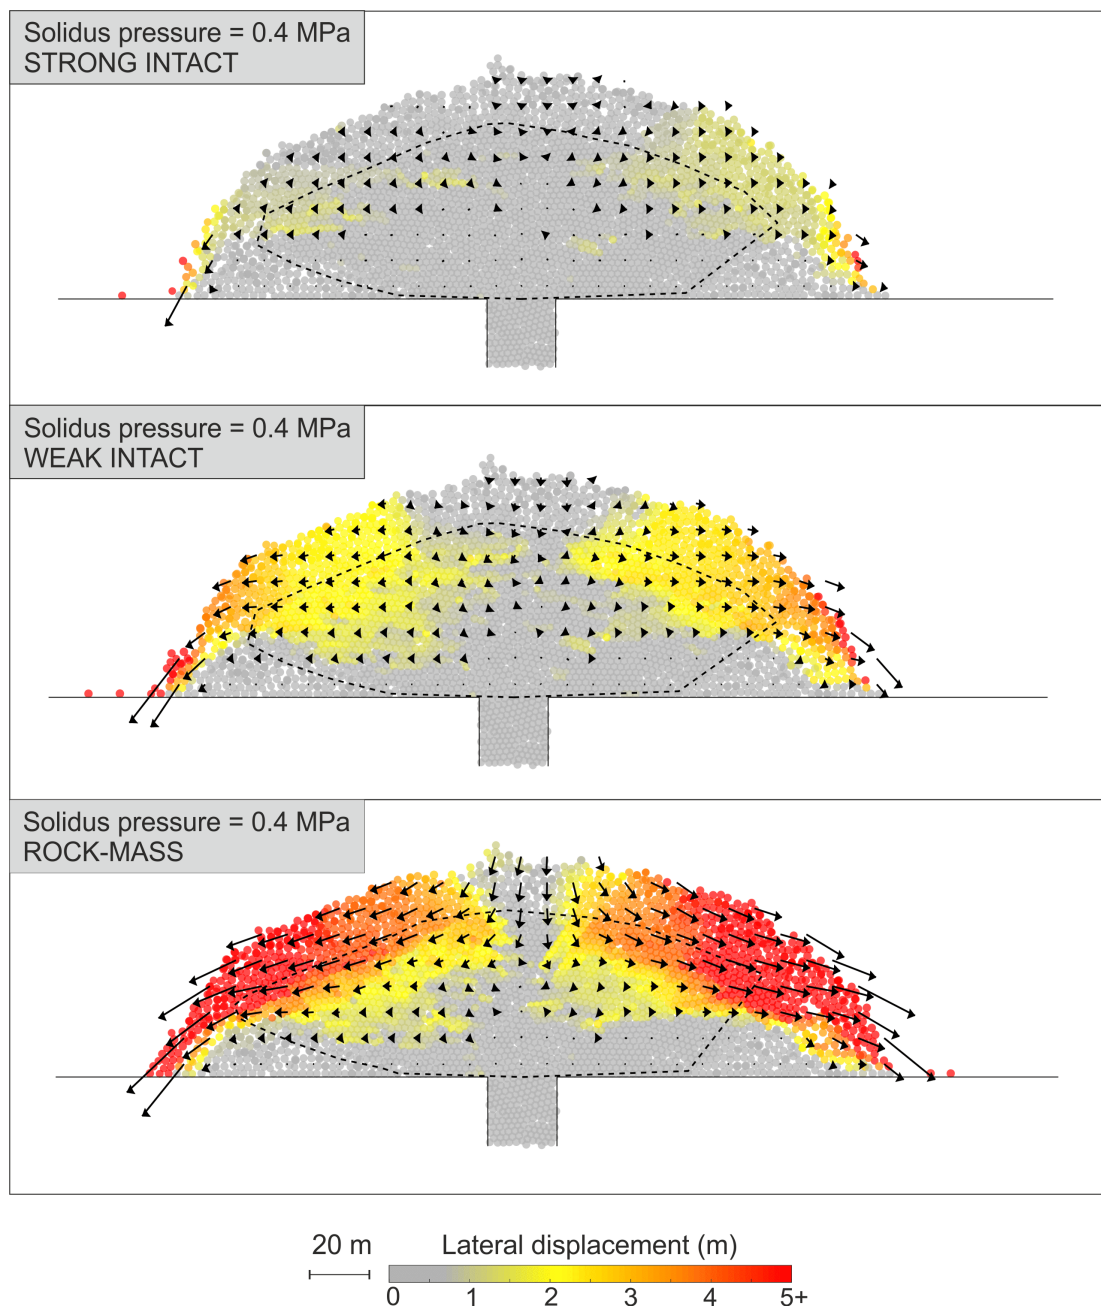 Solidus pressure = 0.4 MPa
STRONG INTACT
Solidus pressure = 0.4 MPa
WEAK INTACT
Solidus pressure = 0.4 MPa
ROCK-MASS
20 m
Lateral displacement (m)
0 1 2 3 4 5+